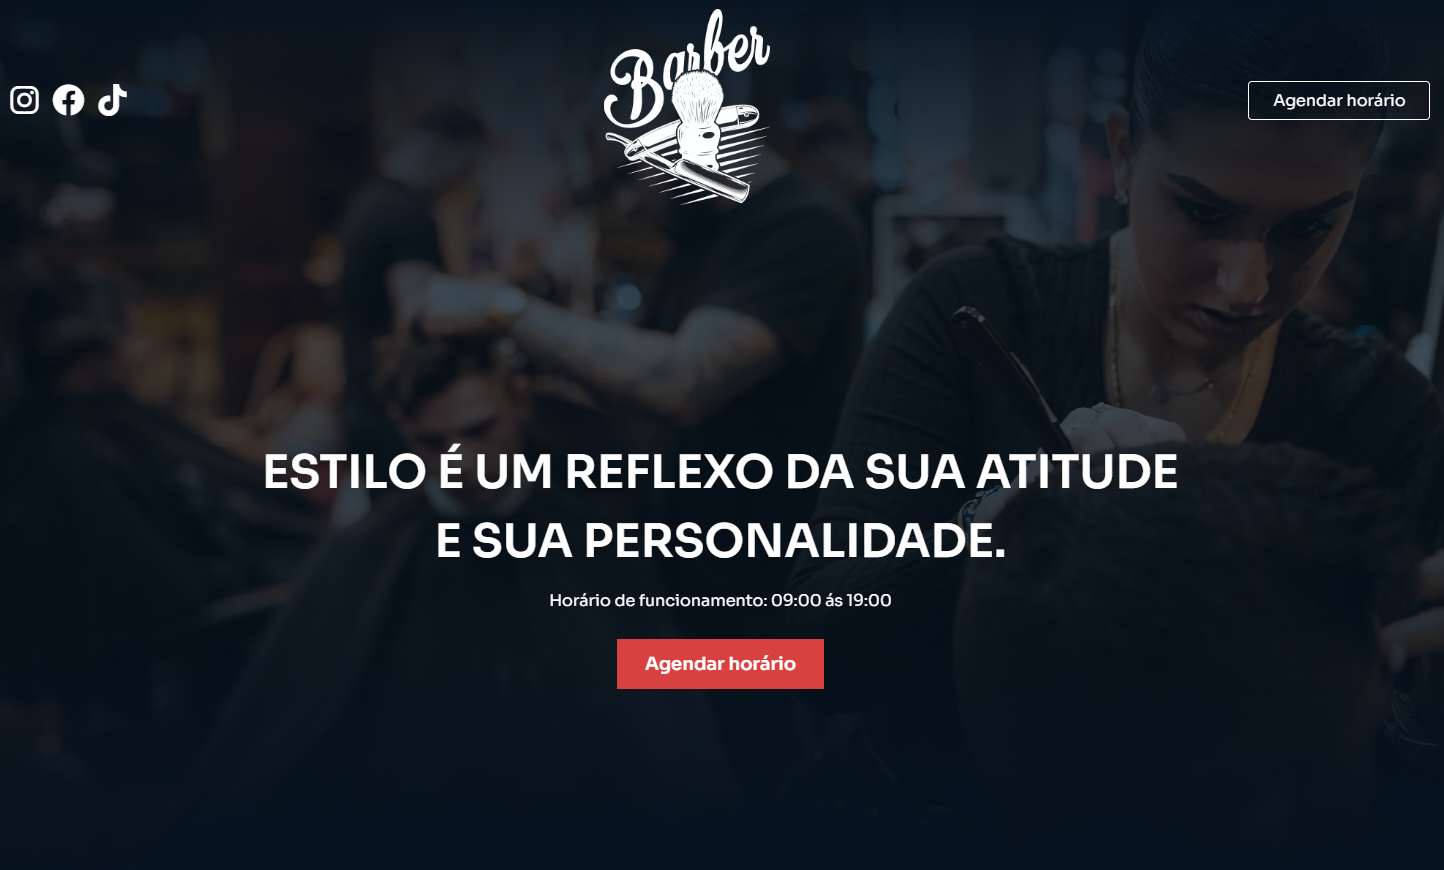 Barber
Agendar horário
ESTILO É UM REFLEXO DA SUA ATITUDE
E SUA PERSONALIDADE.
Horário de funcionamento: 09:00 ás 19:00
Agendar horário